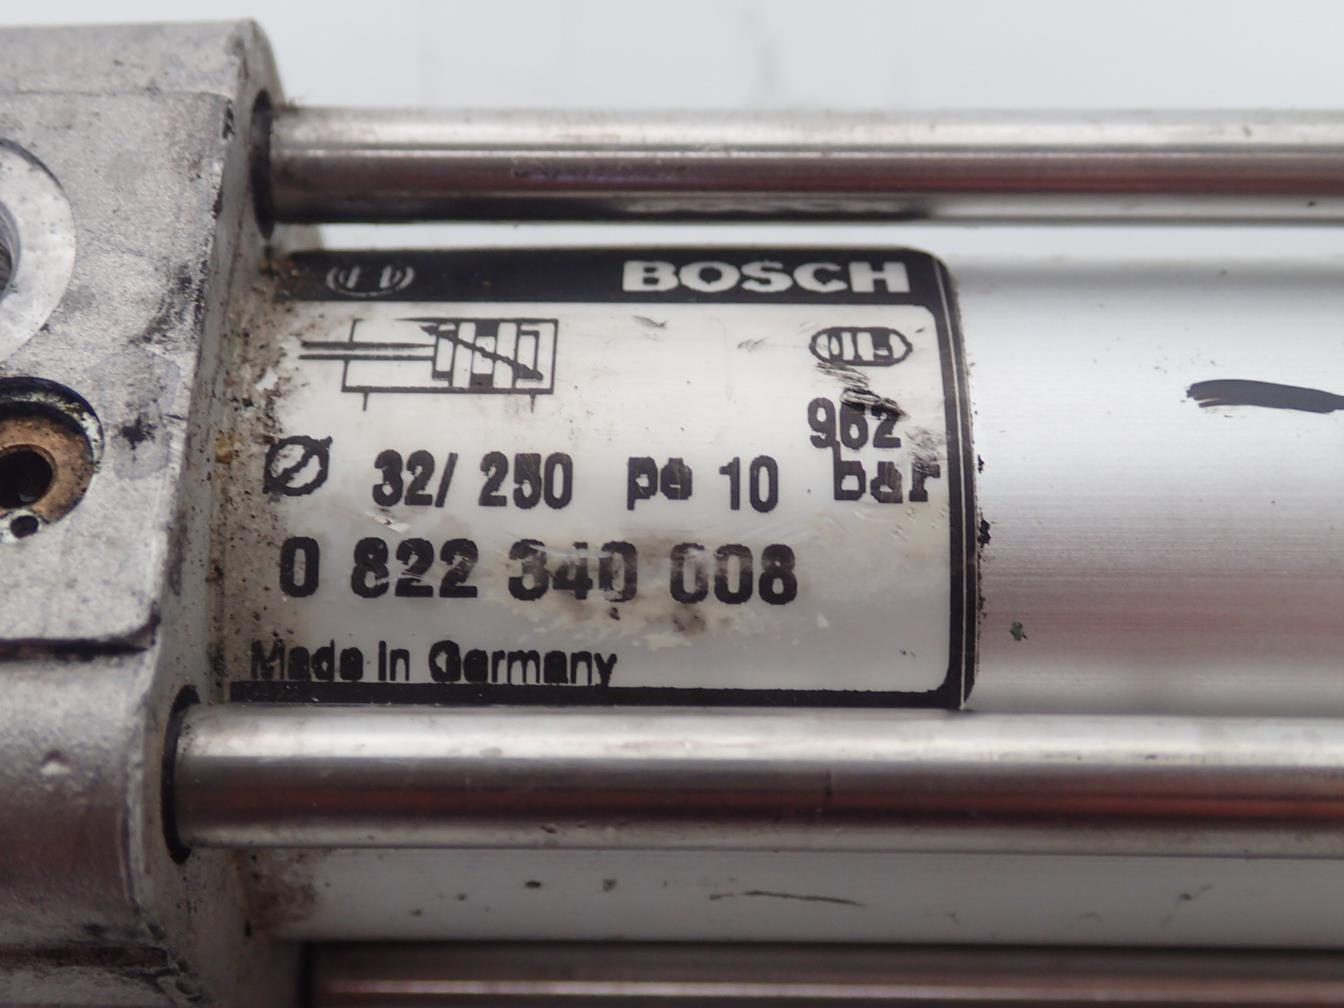 BOSCH
962
Ø 32/ 250 pe 10 bar
0 822 340 008
Made in Germany